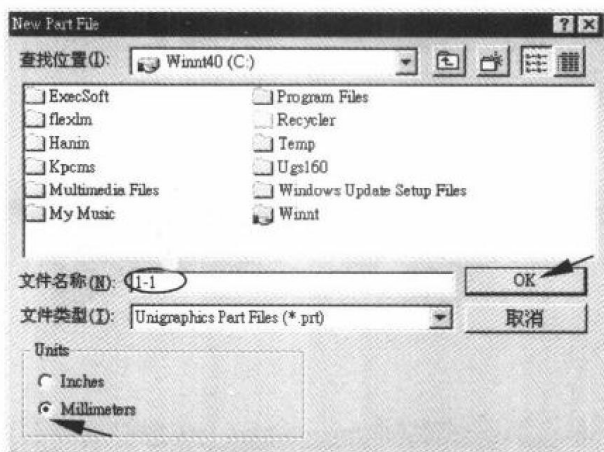 New Part File
查找位置(I): Winnt40 (C:)
ExecSoft Program Files
flexlm Recycler
Hanin Temp
Kpcms Ugs160
Multimedia Files Windows Update Setup Files
My Music Winnt
文件名称(N): 1-1 OK
文件类型(I): Unigraphics Part Files (*.prt) 取消
Units
Inches
Millimeters